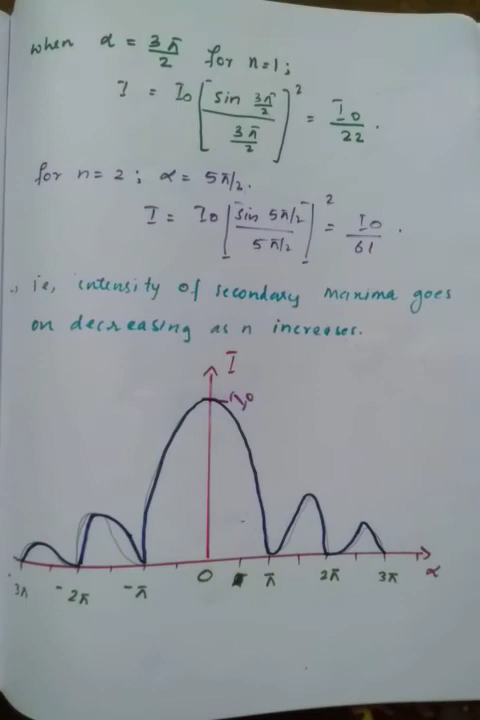 when α = 3π/2 for n=1;
I = I0 [sin 3π/2 / 3π/2]² = I0/22 .
for n = 2 ; α = 5π/2.
I = I0 [sin 5π/2 / 5π/2]² = I0/61 .
ie, intensity of secondary maxima goes
on decreasing as n increases.
I
3π -2π -π 0 π 2π 3π α